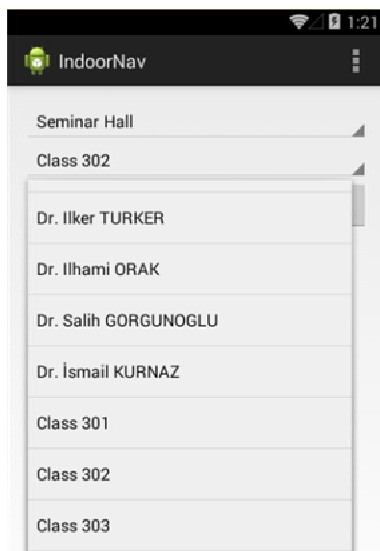 1:21
IndoorNav
Seminar Hall
Class 302
Dr. Ilker TURKER
Dr. Ilhami ORAK
Dr. Salih GORGUNOGLU
Dr. İsmail KURNAZ
Class 301
Class 302
Class 303